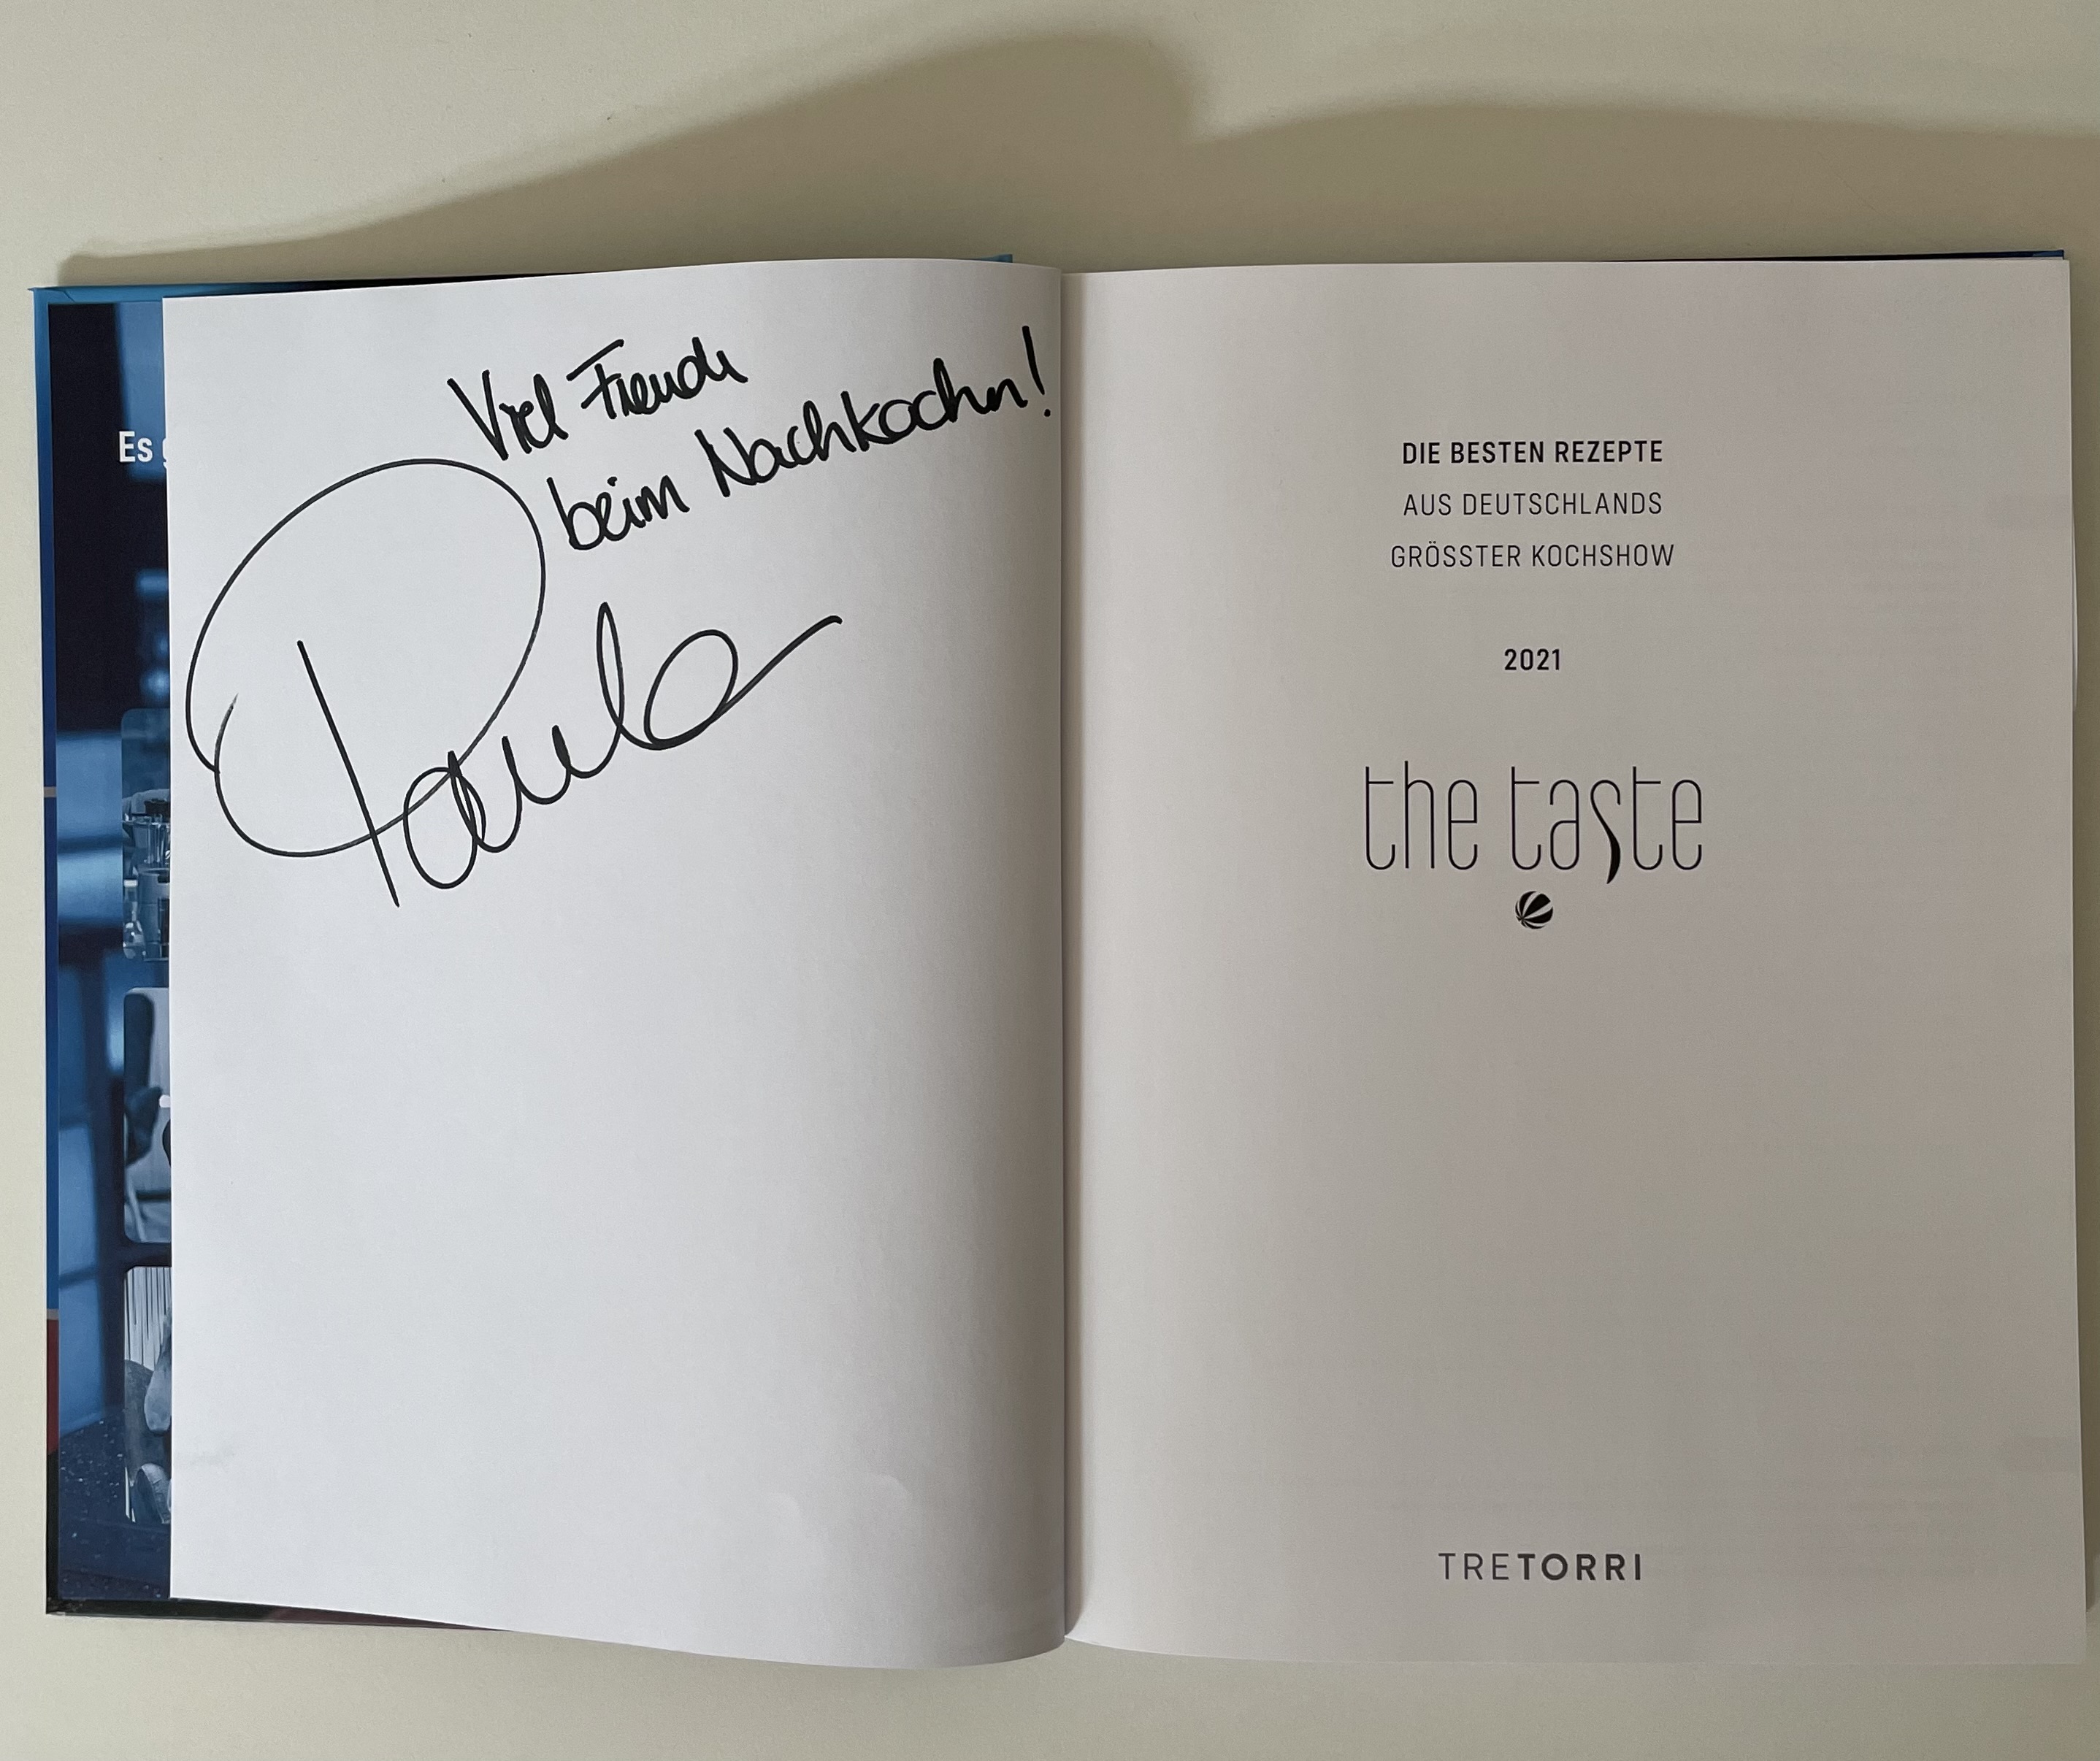 Es
Viel Freude
beim Nachkochen!
Paula
DIE BESTEN REZEPTE
AUS DEUTSCHLANDS
GRÖSSTER KOCHSHOW
2021
the taste
TRETORRI